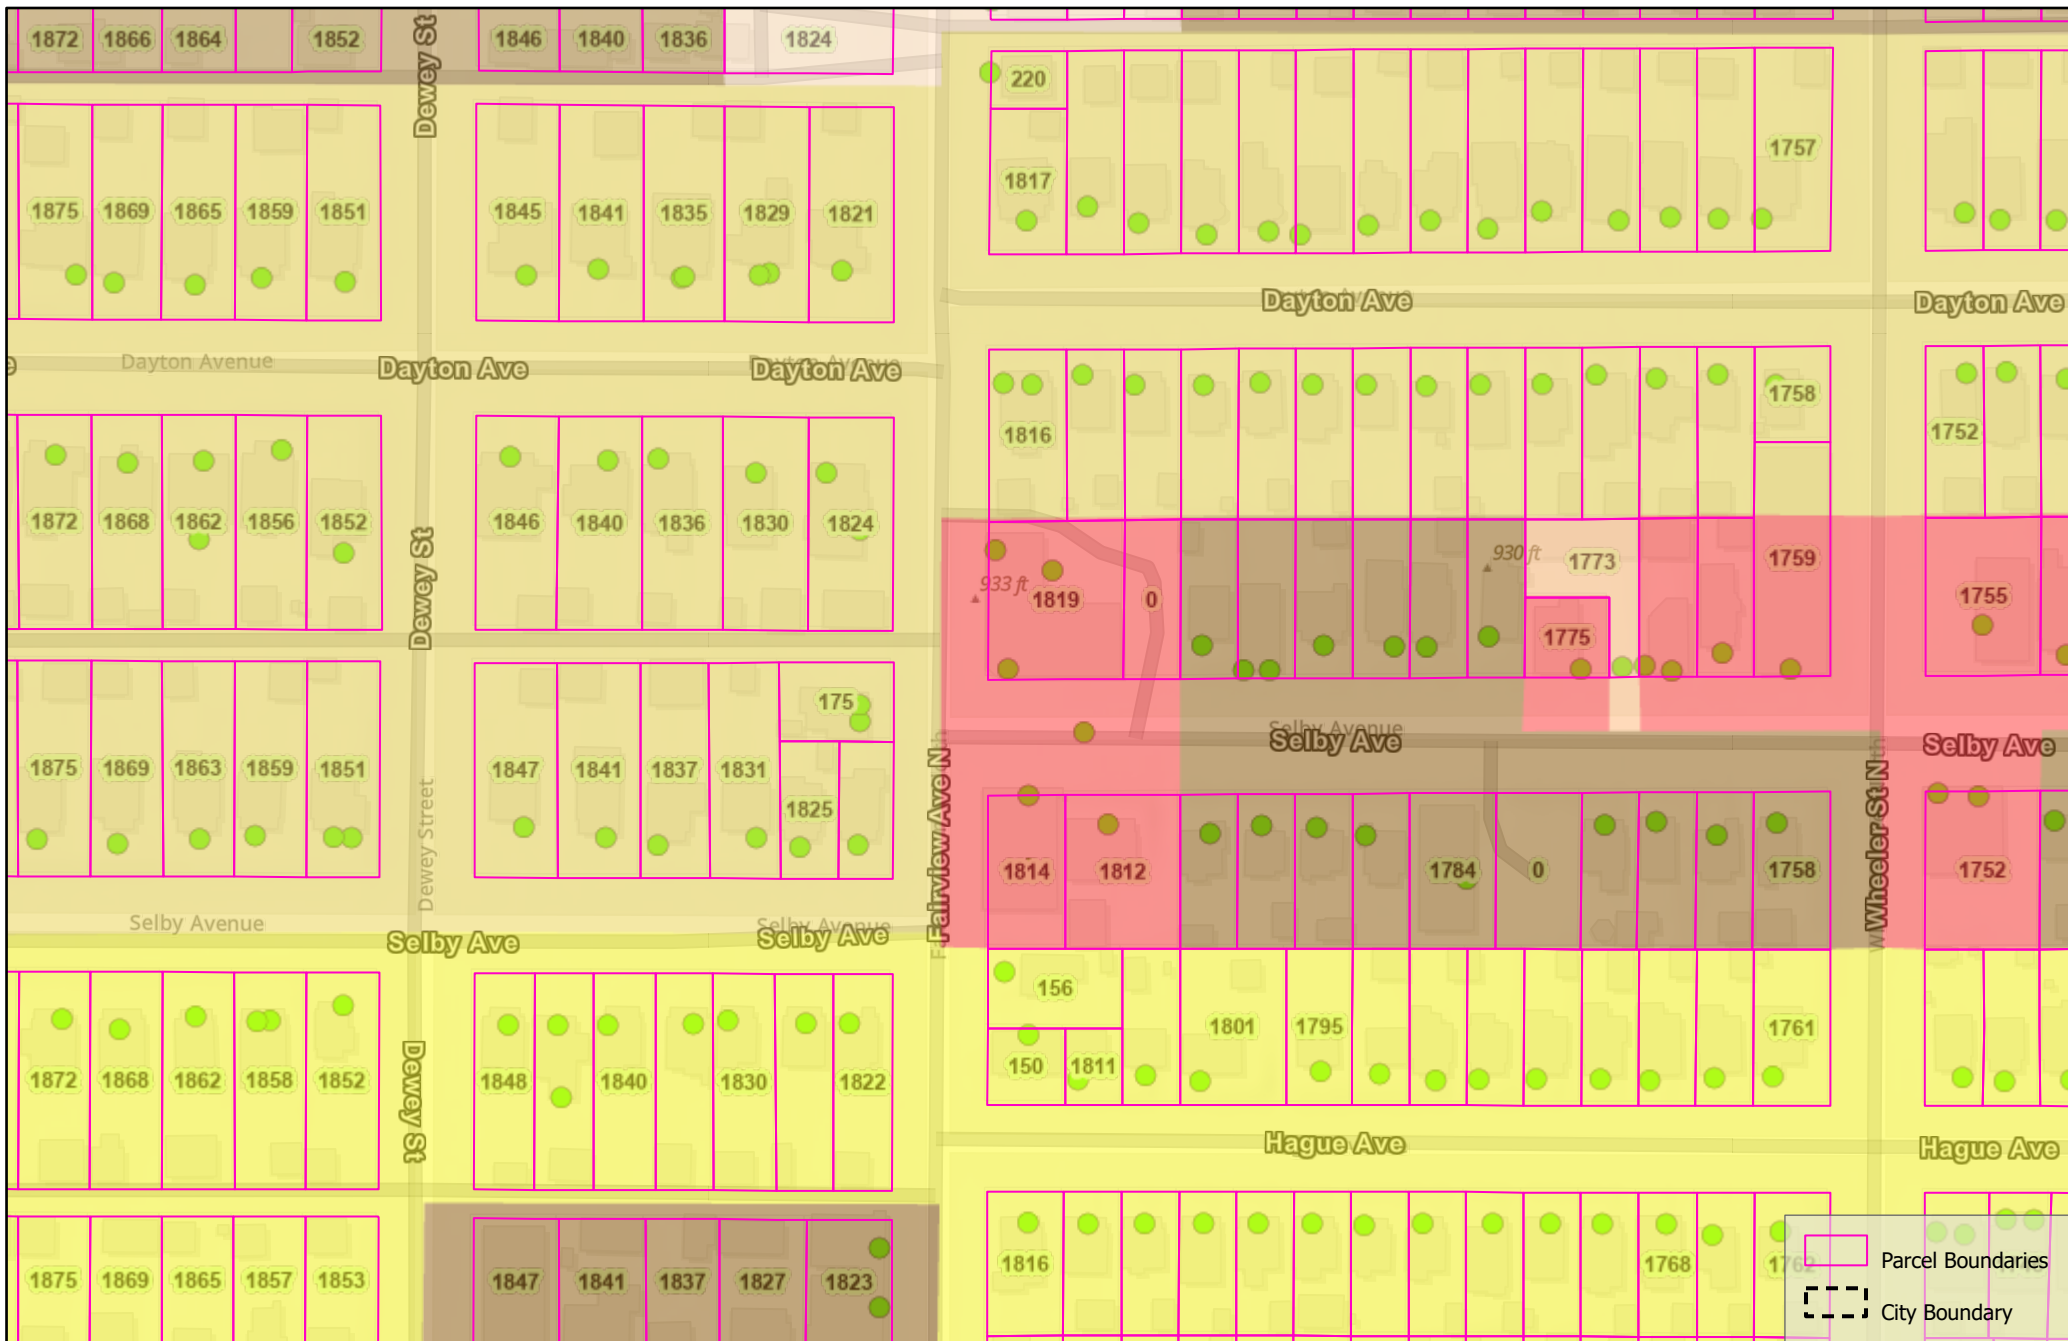 1872 1866 1864 1852 1846 1840 1836 1824
Dewey St
220
1757
1817
1875 1869 1865 1859 1851 1845 1841 1835 1829 1821
Dayton Ave Dayton Ave
Dayton Avenue Dayton Ave Dayton Ave
1758
1816 1752
1872 1868 1862 1856 1852 1846 1840 1836 1830 1824
Dewey St
930 ft 1773 1759
933 ft 1819 0 1755
1775
175
Selby Avenue
Selby Ave Selby Ave
1875 1869 1863 1859 1851 1847 1841 1837 1831
1825
Dewey Street
Fairview Ave N
Wheeler St N
1814 1812 1784 0 1758 1752
Selby Avenue Selby Avenue
Selby Ave Selby Ave
156
1801 1795 1761
150 1811
1872 1868 1862 1858 1852 1848 1840 1830 1822
Dewey St
Hague Ave Hague Ave
1816 1768 1762
1875 1869 1865 1857 1853 1847 1841 1837 1827 1823
Parcel Boundaries
City Boundary